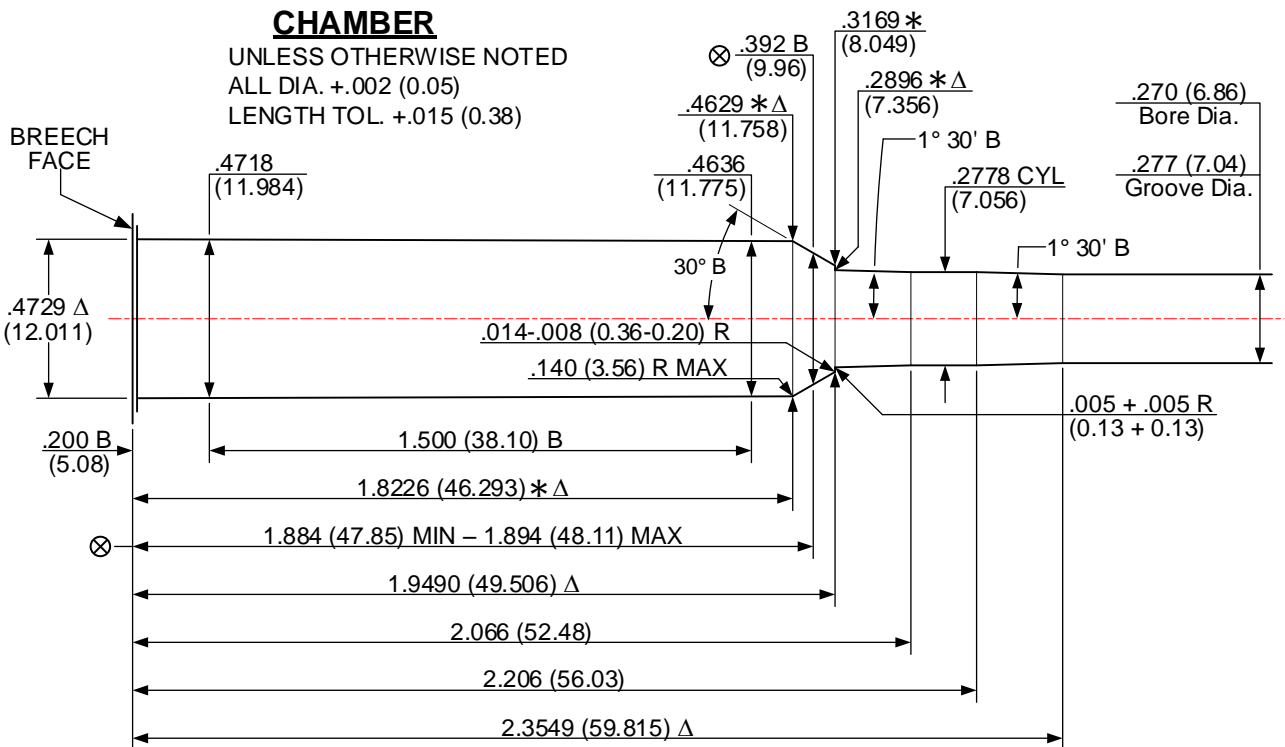 CHAMBER
UNLESS OTHERWISE NOTED
ALL DIA. +.002 (0.05)
LENGTH TOL. +.015 (0.38)
BREECH
FACE
.4718
(11.984)
.4636
(11.775)
.4629 * Δ
(11.758)
⊗ .392 B
(9.96)
.3169 *
(8.049)
.2896 * Δ
(7.356)
1° 30' B
.2778 CYL
(7.056)
1° 30' B
.270 (6.86)
Bore Dia.
.277 (7.04)
Groove Dia.
30° B
.4729 Δ
(12.011)
.014-.008 (0.36-0.20) R
.140 (3.56) R MAX
.005 + .005 R
(0.13 + 0.13)
.200 B
(5.08)
1.500 (38.10) B
1.8226 (46.293) * Δ
⊗ 1.884 (47.85) MIN – 1.894 (48.11) MAX
1.9490 (49.506) Δ
2.066 (52.48)
2.206 (56.03)
2.3549 (59.815) Δ